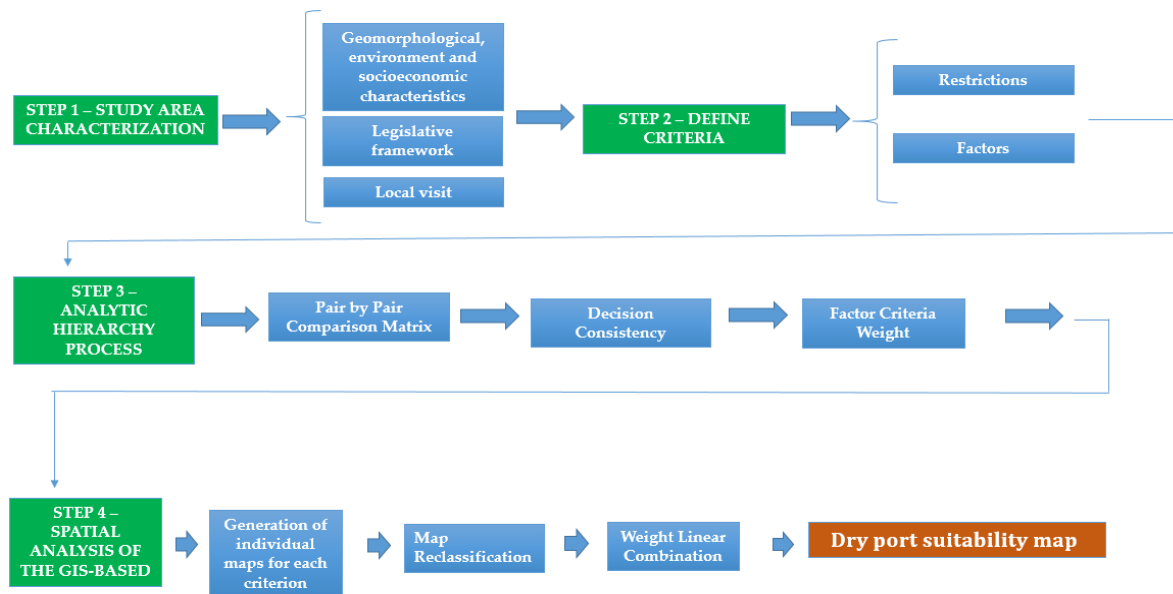 Geomorphological,
environment and
socioeconomic
characteristics
STEP 1 – STUDY AREA
CHARACTERIZATION
Legislative
framework
Local visit
STEP 2 – DEFINE
CRITERIA
Restrictions
Factors
STEP 3 –
ANALYTIC
HIERARCHY
PROCESS
Pair by Pair
Comparison Matrix
Decision
Consistency
Factor Criteria
Weight
STEP 4 –
SPATIAL
ANALYSIS OF
THE GIS-BASED
Generation of
individual
maps for each
criterion
Map
Reclassification
Weight Linear
Combination
Dry port suitability map